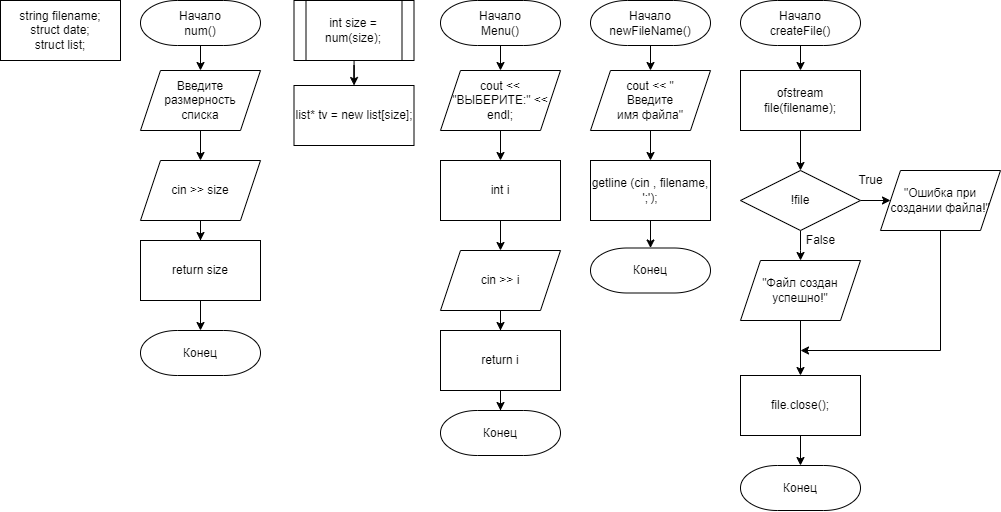 string filename;
struct date;
struct list;
Начало
num()
Введите
размерность
списка
cin >> size
return size
Конец
int size =
num(size);
list* tv = new list[size];
Начало
Menu()
cout <<
"ВЫБЕРИТЕ:" <<
endl;
int i
cin >> i
return i
Конец
Начало
newFileName()
cout << "
Введите
имя файла"
getline (cin , filename,
';');
Конец
Начало
createFile()
ofstream
file(filename);
!file
True
"Ошибка при
создании файла!"
False
"Файл создан
успешно!"
file.close();
Конец